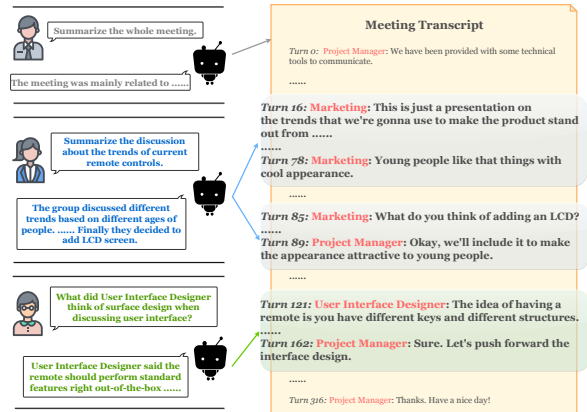 Summarize the whole meeting.
The meeting was mainly related to ......
Summarize the discussion
about the trends of current
remote controls.
The group discussed different
trends based on different ages of
people. ...... Finally they decided to
add LCD screen.
What did User Interface Designer
think of surface design when
discussing user interface?
User Interface Designer said the
remote should perform standard
features right out-of-the-box ......
Meeting Transcript
Turn 0: Project Manager: We have been provided with some technical
tools to communicate.
......
Turn 16: Marketing: This is just a presentation on
the trends that we're gonna use to make the product stand
out from ......
......
Turn 78: Marketing: Young people like that things with
cool appearance.
......
Turn 85: Marketing: What do you think of adding an LCD?
......
Turn 89: Project Manager: Okay, we'll include it to make
the appearance attractive to young people.
......
Turn 121: User Interface Designer: The idea of having a
remote is you have different keys and different structures.
......
Turn 162: Project Manager: Sure. Let's push forward the
interface design.
......
Turn 316: Project Manager: Thanks. Have a nice day!